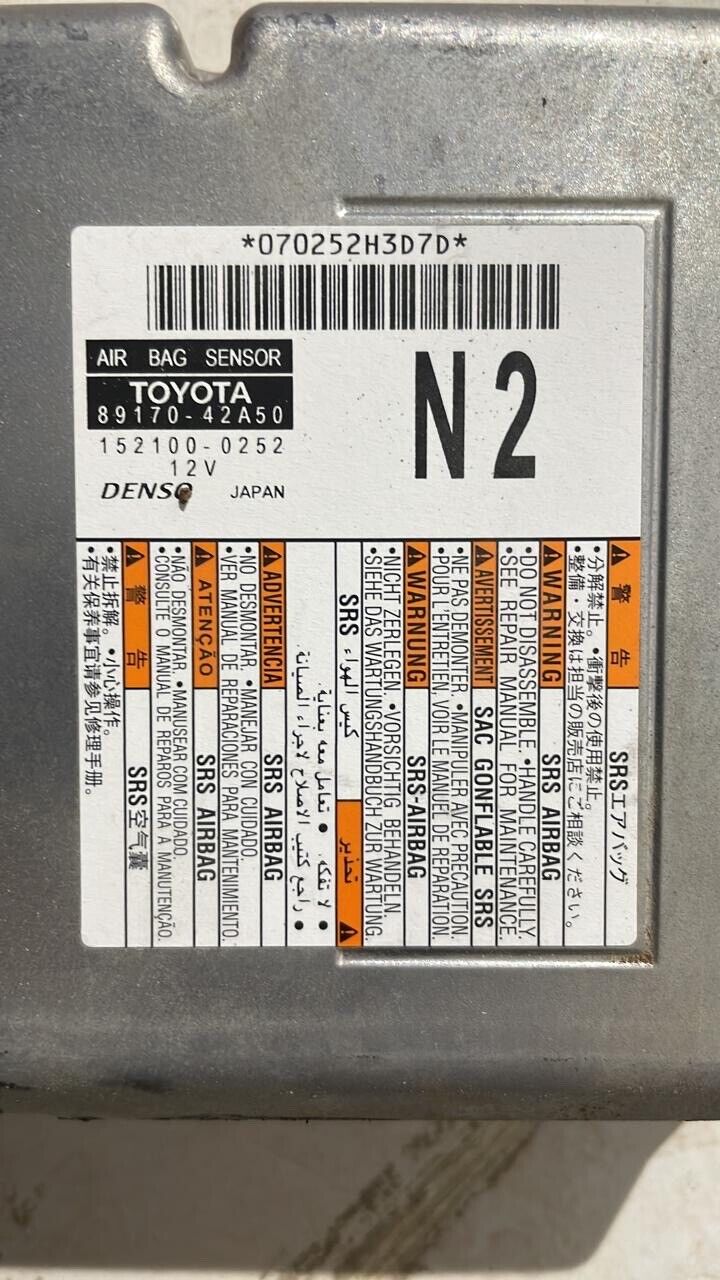 *070252H3D7D*
AIR BAG SENSOR
TOYOTA
89170-42A50
152100-0252
12V
DENSO JAPAN
N2
警告 SRSエアバッグ
•分解禁止。•衝撃後の使用禁止。
•整備・交換は担当の販売店にご相談ください。
WARNING SRS AIRBAG
•DO NOT DISASSEMBLE. •HANDLE CAREFULLY.
•SEE REPAIR MANUAL FOR MAINTENANCE.
AVERTISSEMENT SAC GONFLABLE SRS
•NE PAS DEMONTER. •MANIPULER AVEC PRECAUTION.
•POUR L'ENTRETIEN, VOIR LE MANUEL DE REPARATION.
WARNUNG SRS-AIRBAG
•NICHT ZERLEGEN. •VORSICHTIG BEHANDELN.
•SIEHE DAS WARTUNGSHANDBUCH ZUR WARTUNG.
تحذير كيس الهواء SRS
• لا تفكه. • تعامل معه بعناية.
• راجع كتيب الاصلاح لاجراء الصيانة.
ADVERTENCIA SRS AIRBAG
•NO DESMONTAR. •MANEJAR CON CUIDADO.
•VER MANUAL DE REPARACIONES PARA MANTENIMIENTO.
ATENÇÃO SRS AIRBAG
•NÃO DESMONTAR. •MANUSEAR COM CUIDADO.
•CONSULTE O MANUAL DE REPAROS PARA A MANUTENÇÃO.
警告 SRS空气囊
•禁止拆解。•小心操作。
•有关保养事宜请参见修理手册。